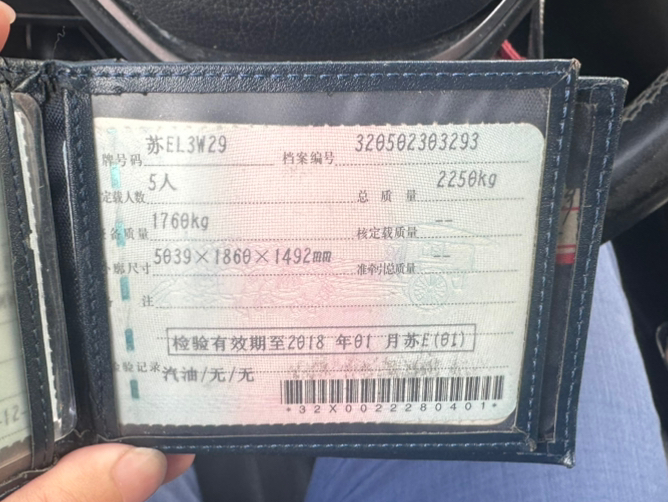 牌号码 苏EL3W29 档案编号 320502303293
定载人数 5人 总质量 2250kg
备质量 1760kg 核定载质量 --
廓尺寸 5039×1860×1492mm 准牵引总质量 --
注
检验有效期至2018年01月苏E(01)
验记录 汽油/无/无
*32X0022280401*
-12